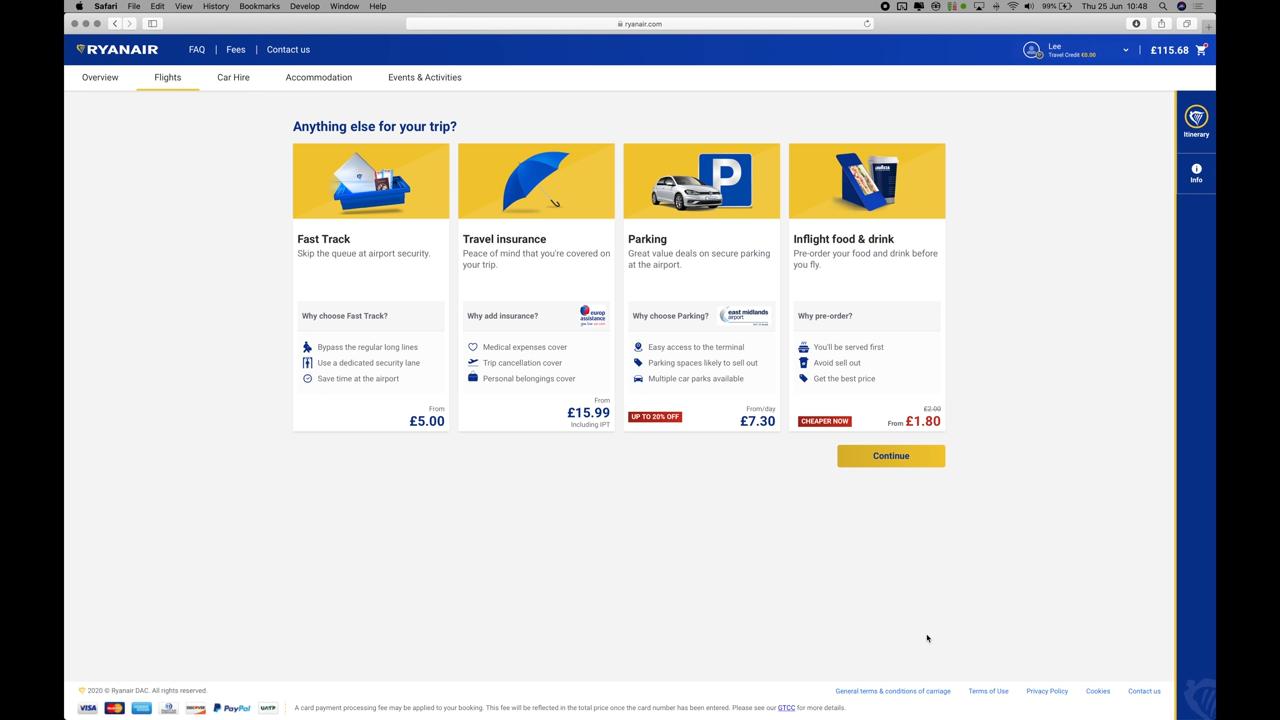 Safari File Edit View History Bookmarks Develop Window Help
99% Thu 25 Jun 10:48
ryanair.com
RYANAIR FAQ | Fees | Contact us
Lee
Travel Credit €0.00
£115.68
Overview Flights Car Hire Accommodation Events & Activities
Itinerary
Info
Anything else for your trip?
Fast Track
Skip the queue at airport security.
Why choose Fast Track?
Bypass the regular long lines
Use a dedicated security lane
Save time at the airport
From
£5.00
Travel insurance
Peace of mind that you're covered on
your trip.
Why add insurance?
europ
assistance
Medical expenses cover
Trip cancellation cover
Personal belongings cover
From
£15.99
Including IPT
P
Parking
Great value deals on secure parking
at the airport.
Why choose Parking?
east midlands
airport
Easy access to the terminal
Parking spaces likely to sell out
Multiple car parks available
UP TO 20% OFF
From/day
£7.30
LAVAZZA
Inflight food & drink
Pre-order your food and drink before
you fly.
Why pre-order?
You'll be served first
Avoid sell out
Get the best price
CHEAPER NOW
£2.00
From £1.80
Continue
2020 © Ryanair DAC. All rights reserved.
General terms & conditions of carriage Terms of Use Privacy Policy Cookies Contact us
VISA DISCOVER PayPal UATP
A card payment processing fee may be applied to your booking. This fee will be reflected in the total price once the card number has been entered. Please see our GTCC for more details.